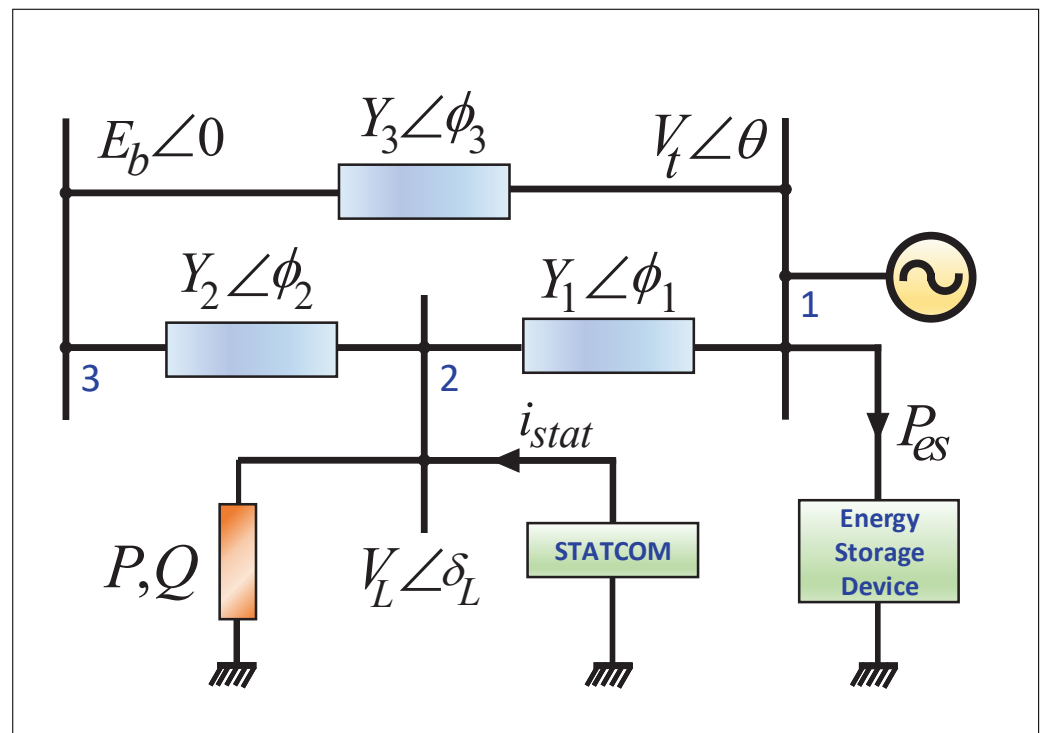 E_b∠0
Y_3∠ϕ_3
V_t∠θ
Y_2∠ϕ_2
Y_1∠ϕ_1
1
3
2
i_stat
P_es
P,Q
V_L∠δ_L
STATCOM
Energy
Storage
Device